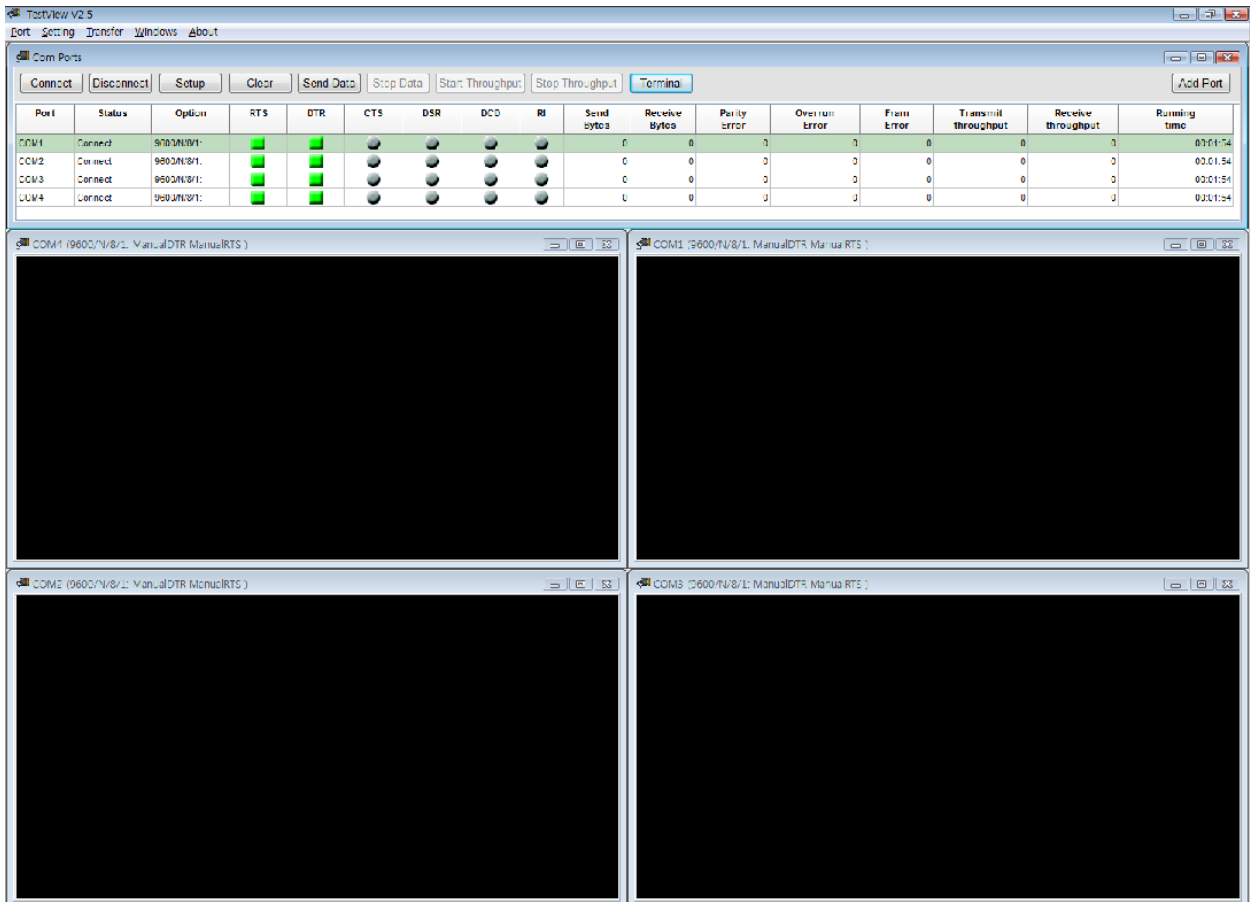 TestView V2.5
Port Setting Transfer Windows About
Com Ports
Connect Disconnect Setup Clear Send Data Stop Data Start Throughput Stop Throughput Terminal Add Port
Port Status Option RTS DTR CTS DSR DCD RI Send Bytes Receive Bytes Parity Error Overrun Error Fram Error Transmit throughput Receive throughput Running time
COM1 Connect 9600/N/8/1: 0 0 0 0 0 0 0 00:01:54
COM2 Connect 9600/N/8/1: 0 0 0 0 0 0 0 00:01:54
COM3 Connect 9600/N/8/1: 0 0 0 0 0 0 0 00:01:54
COM4 Connect 9600/N/8/1: 0 0 0 0 0 0 0 00:01:54
COM4 (9600/N/8/1: ManualDTR ManualRTS ) COM1 (9600/N/8/1: ManualDTR ManualRTS )
COM2 (9600/N/8/1: ManualDTR ManualRTS ) COM3 (9600/N/8/1: ManualDTR ManualRTS )